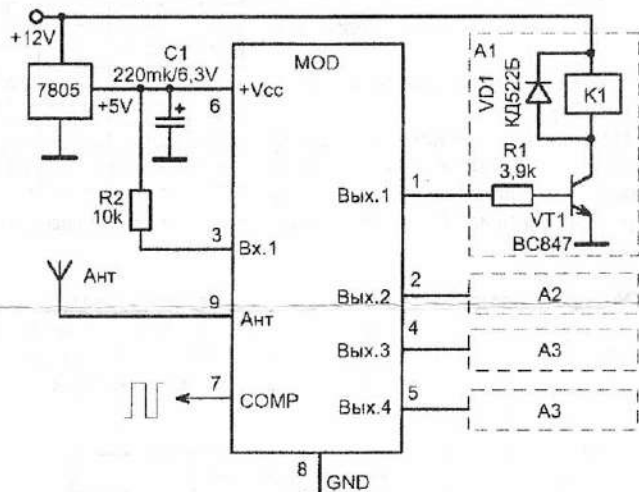 +12V
7805
+5V
C1
220mk/6,3V
6
+Vcc
MOD
A1
VD1
КД522Б
K1
R1
3,9k
VT1
BC847
R2
10k
3
Вх.1
Вых.1
1
Ант
9
Ант
Вых.2
2
A2
Вых.3
4
A3
7
COMP
Вых.4
5
A3
8
GND